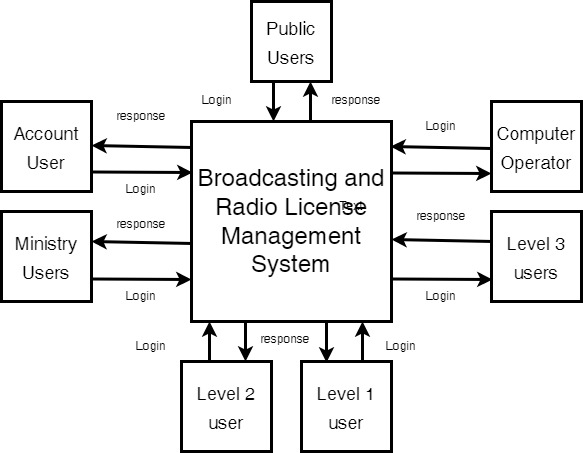 Public
Users
Login
response
response
Login
Account
User
Computer
Operator
Login
Broadcasting and
Radio License
Text
Management
System
response
response
Ministry
Users
Level 3
users
Login
Login
Login
response
Login
Level 2
user
Level 1
user